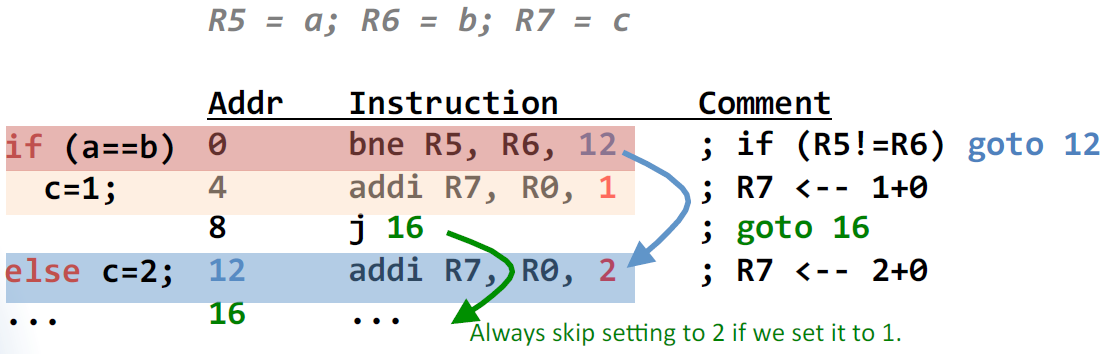 R5 = a; R6 = b; R7 = c
Addr Instruction Comment
if (a==b) 0 bne R5, R6, 12 ; if (R5!=R6) goto 12
c=1; 4 addi R7, R0, 1 ; R7 <-- 1+0
8 j 16 ; goto 16
else c=2; 12 addi R7, R0, 2 ; R7 <-- 2+0
... 16 ...
Always skip setting to 2 if we set it to 1.